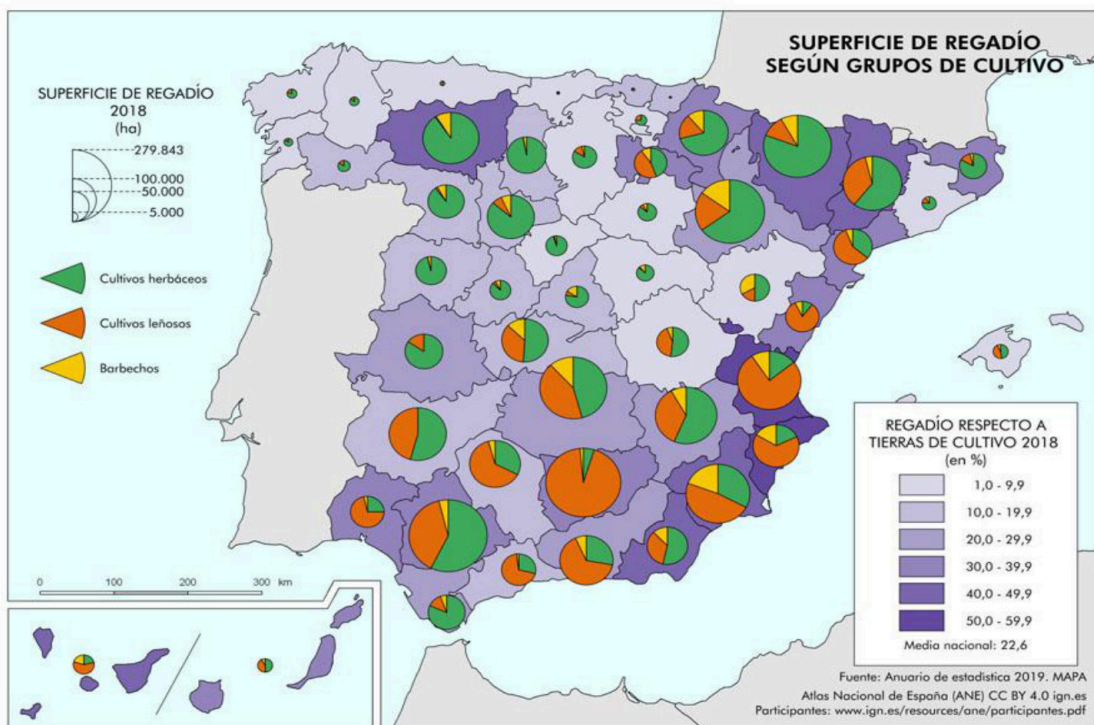 SUPERFICIE DE REGADÍO
SEGÚN GRUPOS DE CULTIVO
SUPERFICIE DE REGADÍO
2018
(ha)
279.843
100.000
50.000
5.000
Cultivos herbáceos
Cultivos leñosos
Barbechos
REGADÍO RESPECTO A
TIERRAS DE CULTIVO 2018
(en %)
1,0 - 9,9
10,0 - 19,9
20,0 - 29,9
30,0 - 39,9
40,0 - 49,9
50,0 - 59,9
Media nacional: 22,6
0 100 200 300 km
Fuente: Anuario de estadistica 2019. MAPA
Atlas Nacional de España (ANE) CC BY 4.0 ign.es
Participantes: www.ign.es/resources/ane/participantes.pdf